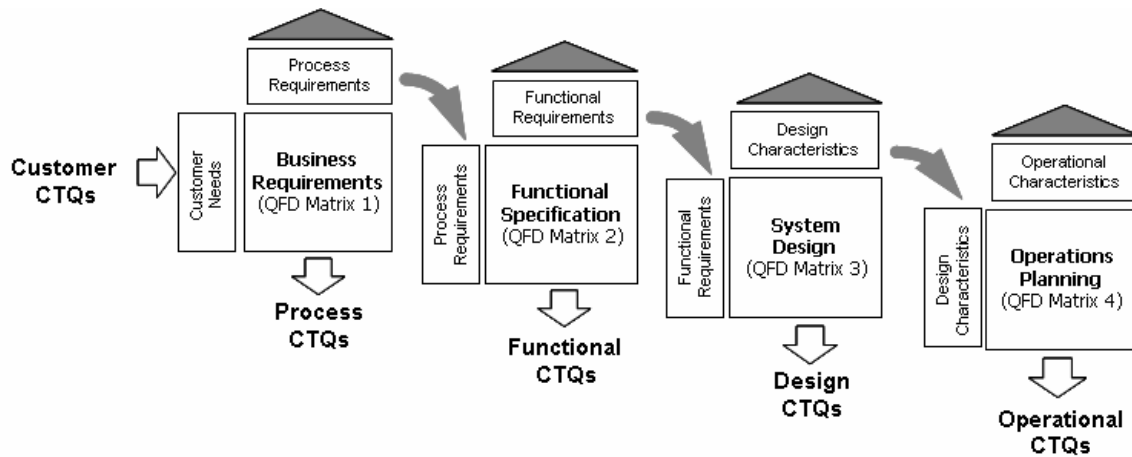 Process
Requirements
Customer
CTQs
Customer
Needs
Business
Requirements
(QFD Matrix 1)
Process
CTQs
Functional
Requirements
Process
Requirements
Functional
Specification
(QFD Matrix 2)
Functional
CTQs
Design
Characteristics
Functional
Requirements
System
Design
(QFD Matrix 3)
Design
CTQs
Operational
Characteristics
Design
Characteristics
Operations
Planning
(QFD Matrix 4)
Operational
CTQs